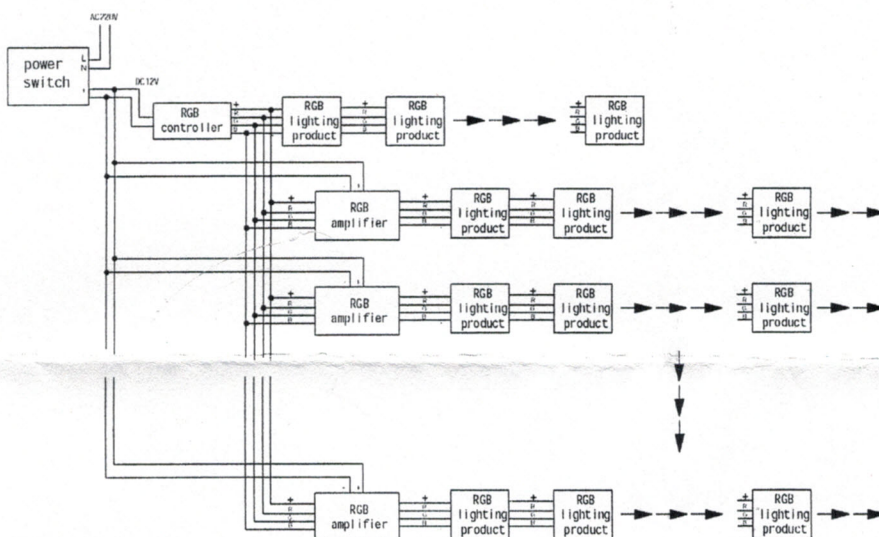 AC220V
L
N
power
switch
DC12V
RGB
controller
+
R
G
B
RGB
lighting
product
+
R
G
B
RGB
lighting
product
+
R
G
B
RGB
lighting
product
+
R
G
B
RGB
amplifier
+
R
G
B
RGB
lighting
product
+
R
G
B
RGB
lighting
product
+
R
G
B
RGB
lighting
product
+
R
G
B
RGB
amplifier
+
R
G
B
RGB
lighting
product
+
R
G
B
RGB
lighting
product
+
R
G
B
RGB
lighting
product
+
R
G
B
RGB
amplifier
+
R
G
B
RGB
lighting
product
+
R
G
B
RGB
lighting
product
+
R
G
B
RGB
lighting
product